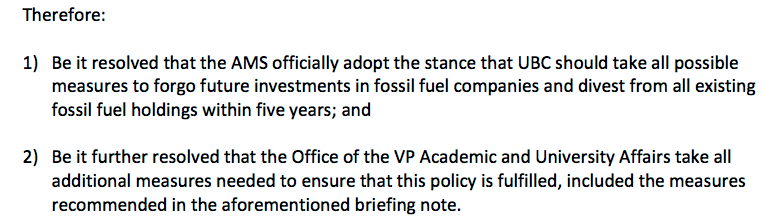 Therefore:
1) Be it resolved that the AMS officially adopt the stance that UBC should take all possible
measures to forgo future investments in fossil fuel companies and divest from all existing
fossil fuel holdings within five years; and
2) Be it further resolved that the Office of the VP Academic and University Affairs take all
additional measures needed to ensure that this policy is fulfilled, included the measures
recommended in the aforementioned briefing note.